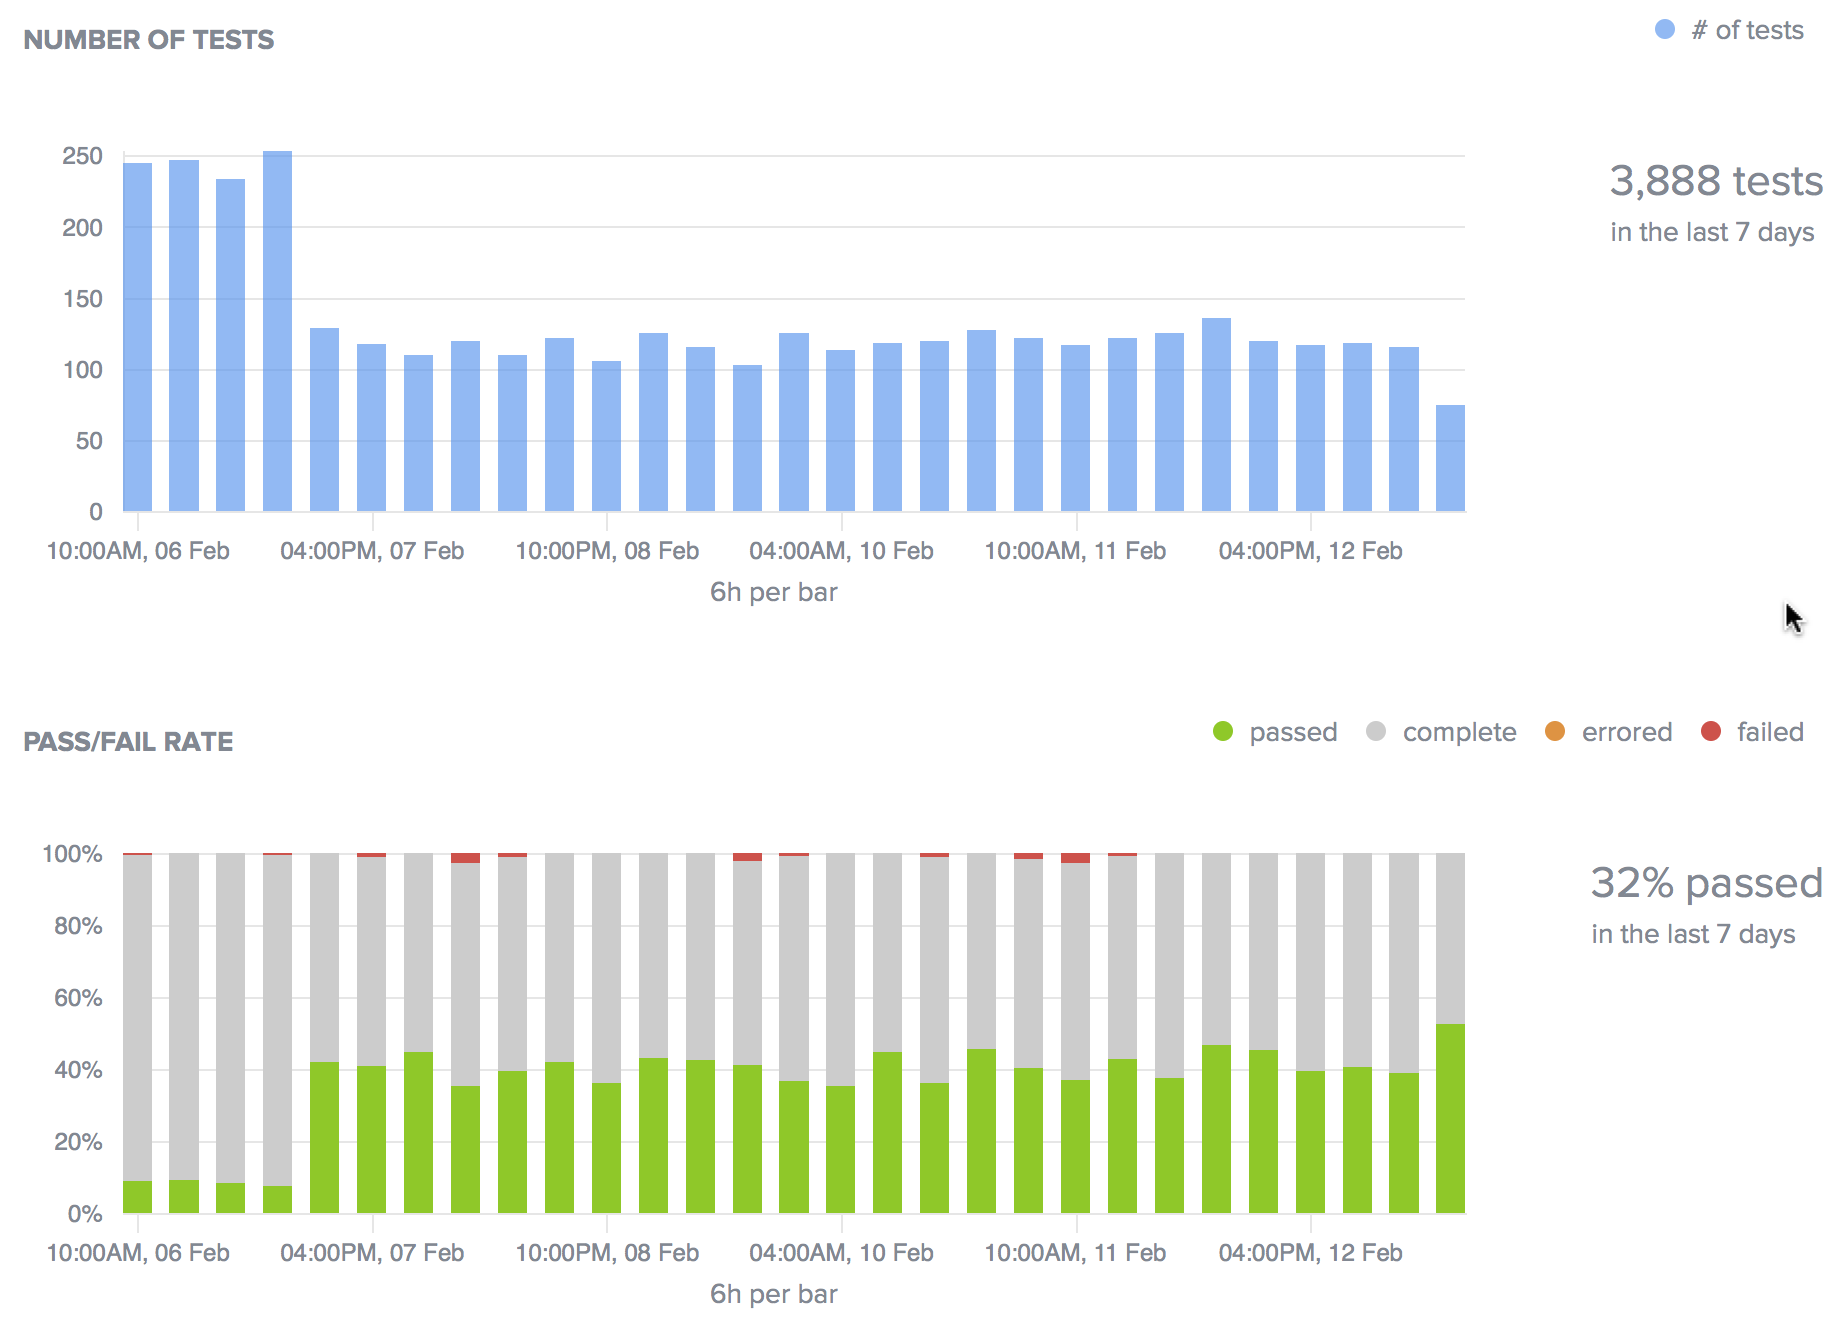 NUMBER OF TESTS
# of tests
250
200
150
100
50
0
3,888 tests
in the last 7 days
10:00AM, 06 Feb 04:00PM, 07 Feb 10:00PM, 08 Feb 04:00AM, 10 Feb 10:00AM, 11 Feb 04:00PM, 12 Feb
6h per bar
PASS/FAIL RATE
passed complete errored failed
100%
80%
60%
40%
20%
0%
32% passed
in the last 7 days
10:00AM, 06 Feb 04:00PM, 07 Feb 10:00PM, 08 Feb 04:00AM, 10 Feb 10:00AM, 11 Feb 04:00PM, 12 Feb
6h per bar